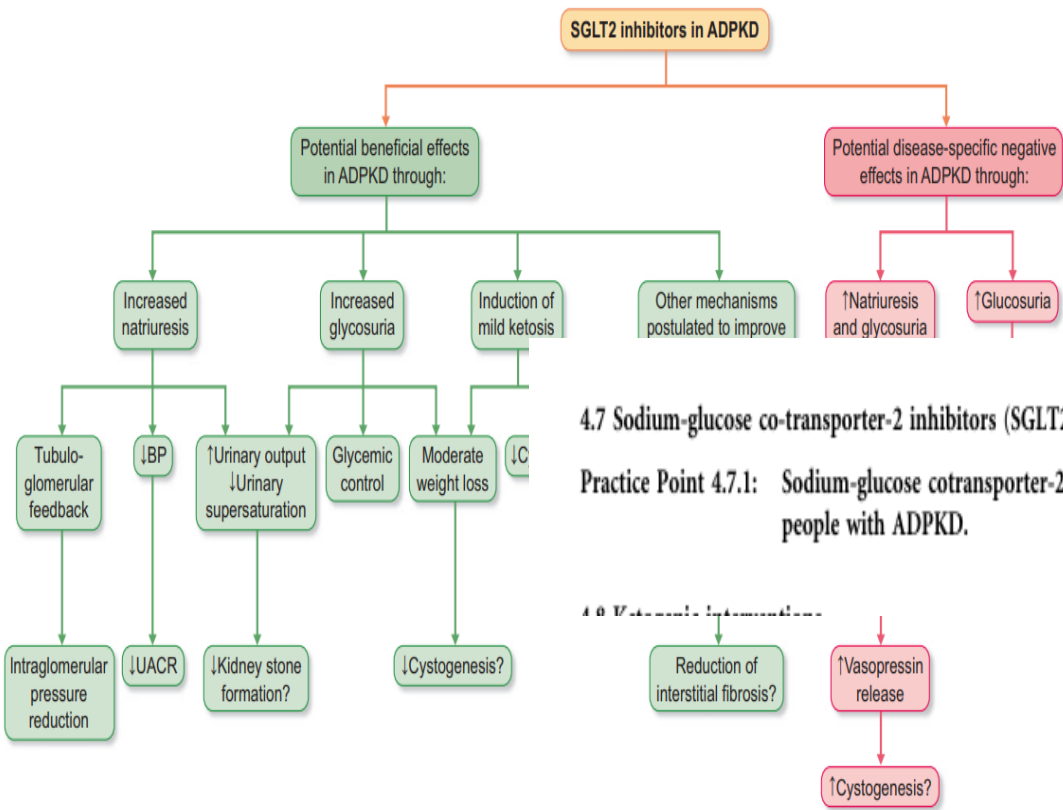 SGLT2 inhibitors in ADPKD
Potential beneficial effects
in ADPKD through:
Potential disease-specific negative
effects in ADPKD through:
Increased
natriuresis
Increased
glycosuria
Induction of
mild ketosis
Other mechanisms
postulated to improve
↑Natriuresis
and glycosuria
↑Glucosuria
Tubulo-
glomerular
feedback
↓BP
↑Urinary output
↓Urinary
supersaturation
Glycemic
control
Moderate
weight loss
4.7 Sodium-glucose co-transporter-2 inhibitors (SGLT2
Practice Point 4.7.1: Sodium-glucose cotransporter-2
people with ADPKD.
Intraglomerular
pressure
reduction
↓UACR
↓Kidney stone
formation?
↓Cystogenesis?
Reduction of
interstitial fibrosis?
↑Vasopressin
release
↑Cystogenesis?